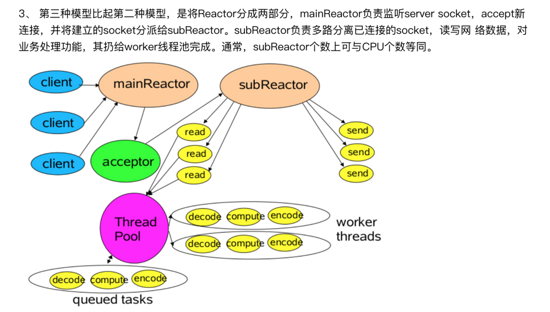 3、 第三种模型比起第二种模型，是将Reactor分成两部分，mainReactor负责监听server socket，accept新
连接，并将建立的socket分派给subReactor。subReactor负责多路分离已连接的socket，读写网 络数据，对
业务处理功能，其扔给worker线程池完成。通常，subReactor个数上可与CPU个数等同。
client
mainReactor
subReactor
client
read
send
client
acceptor
read
send
read
send
Thread
Pool
decode compute encode
worker
threads
decode compute encode
decode compute encode
queued tasks